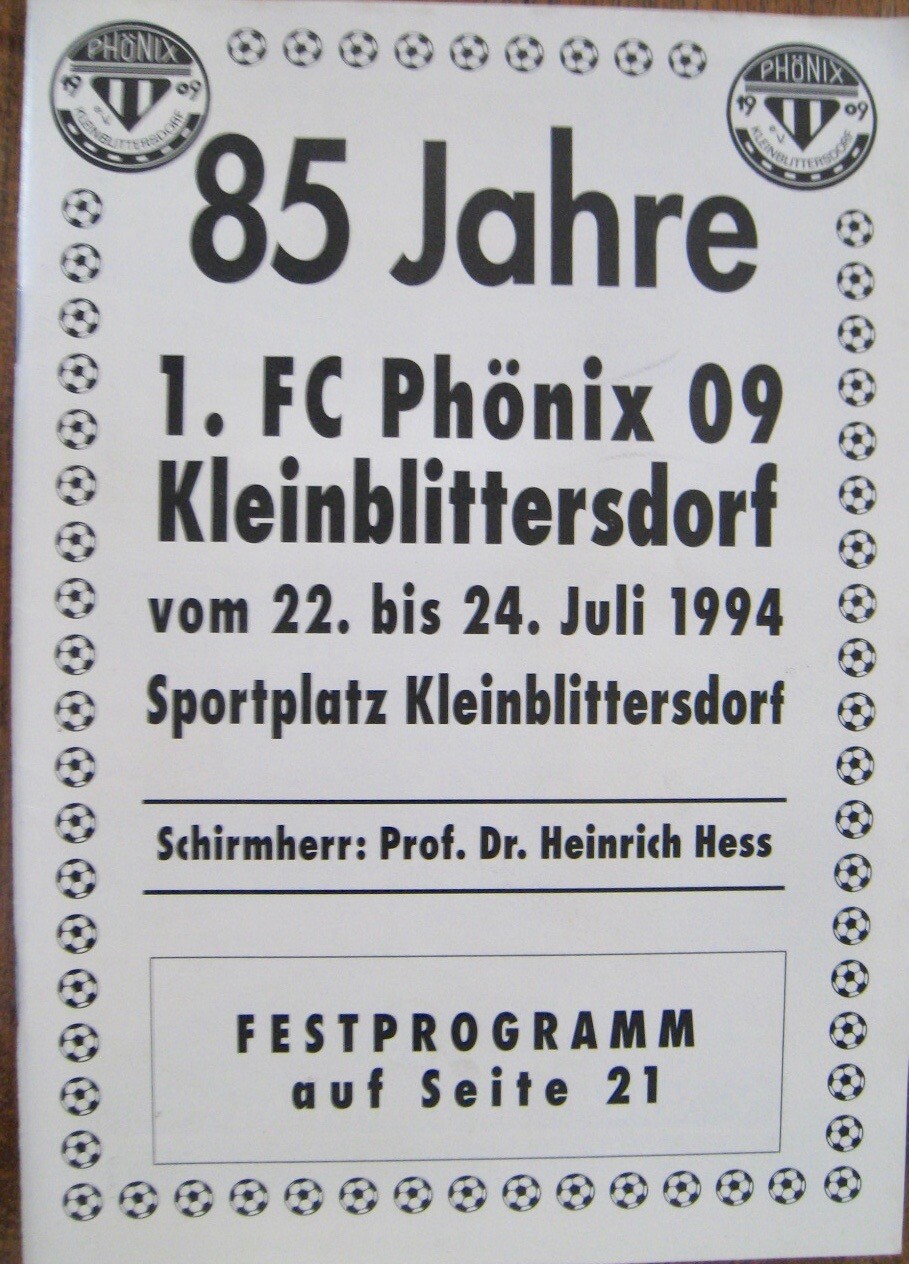 PHÖNIX
19 09
KLEINBLITTERSDORF
PHÖNIX
19 09
KLEINBLITTERSDORF
85 Jahre
1. FC Phönix 09
Kleinblittersdorf
vom 22. bis 24. Juli 1994
Sportplatz Kleinblittersdorf
Schirmherr: Prof. Dr. Heinrich Hess
FESTPROGRAMM
auf Seite 21